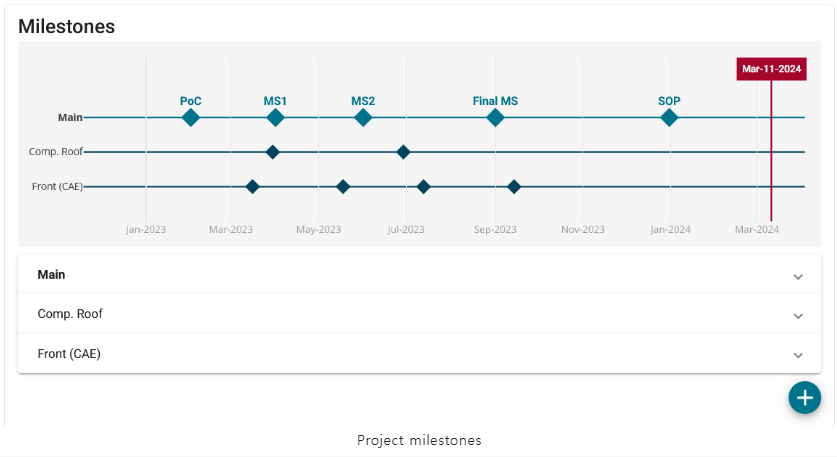 Milestones
Mar-11-2024
PoC MS1 MS2 Final MS SOP
Main
Comp. Roof
Front (CAE)
Jan-2023 Mar-2023 May-2023 Jul-2023 Sep-2023 Nov-2023 Jan-2024 Mar-2024
Main
Comp. Roof
Front (CAE)
Project milestones